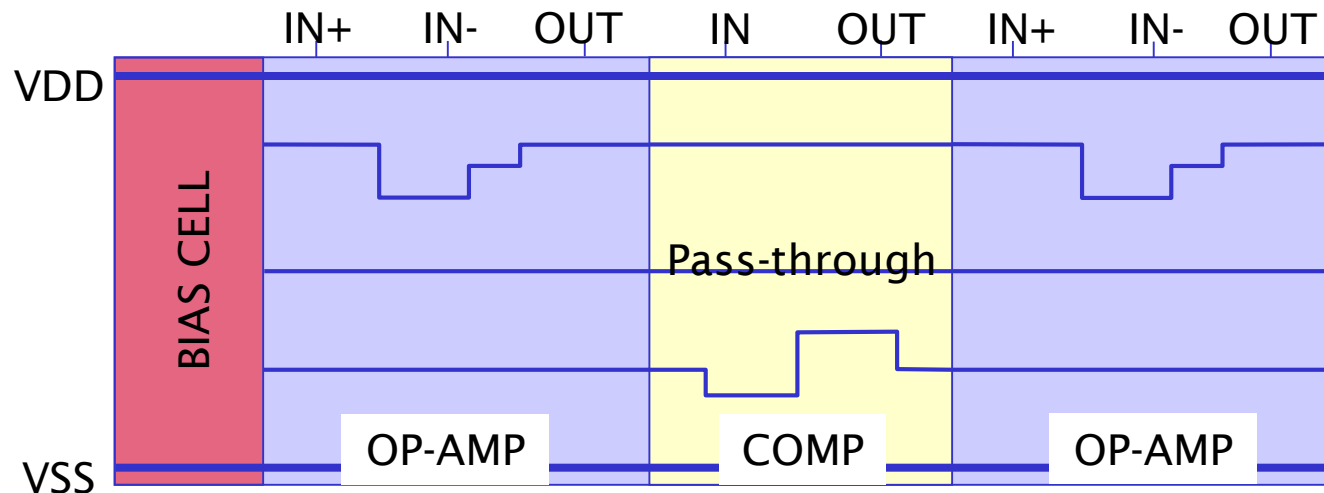 IN+ IN- OUT IN OUT IN+ IN- OUT
VDD
BIAS CELL
Pass-through
OP-AMP COMP OP-AMP
VSS